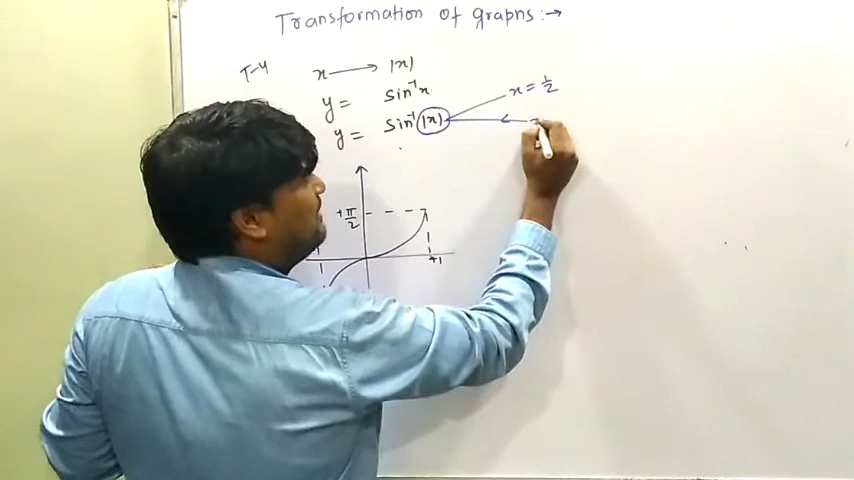 Transformation of graphs:→
T-4 x → |x|
y = sin⁻¹x
x = 1/2
y = sin⁻¹|x|
+π/2
+1